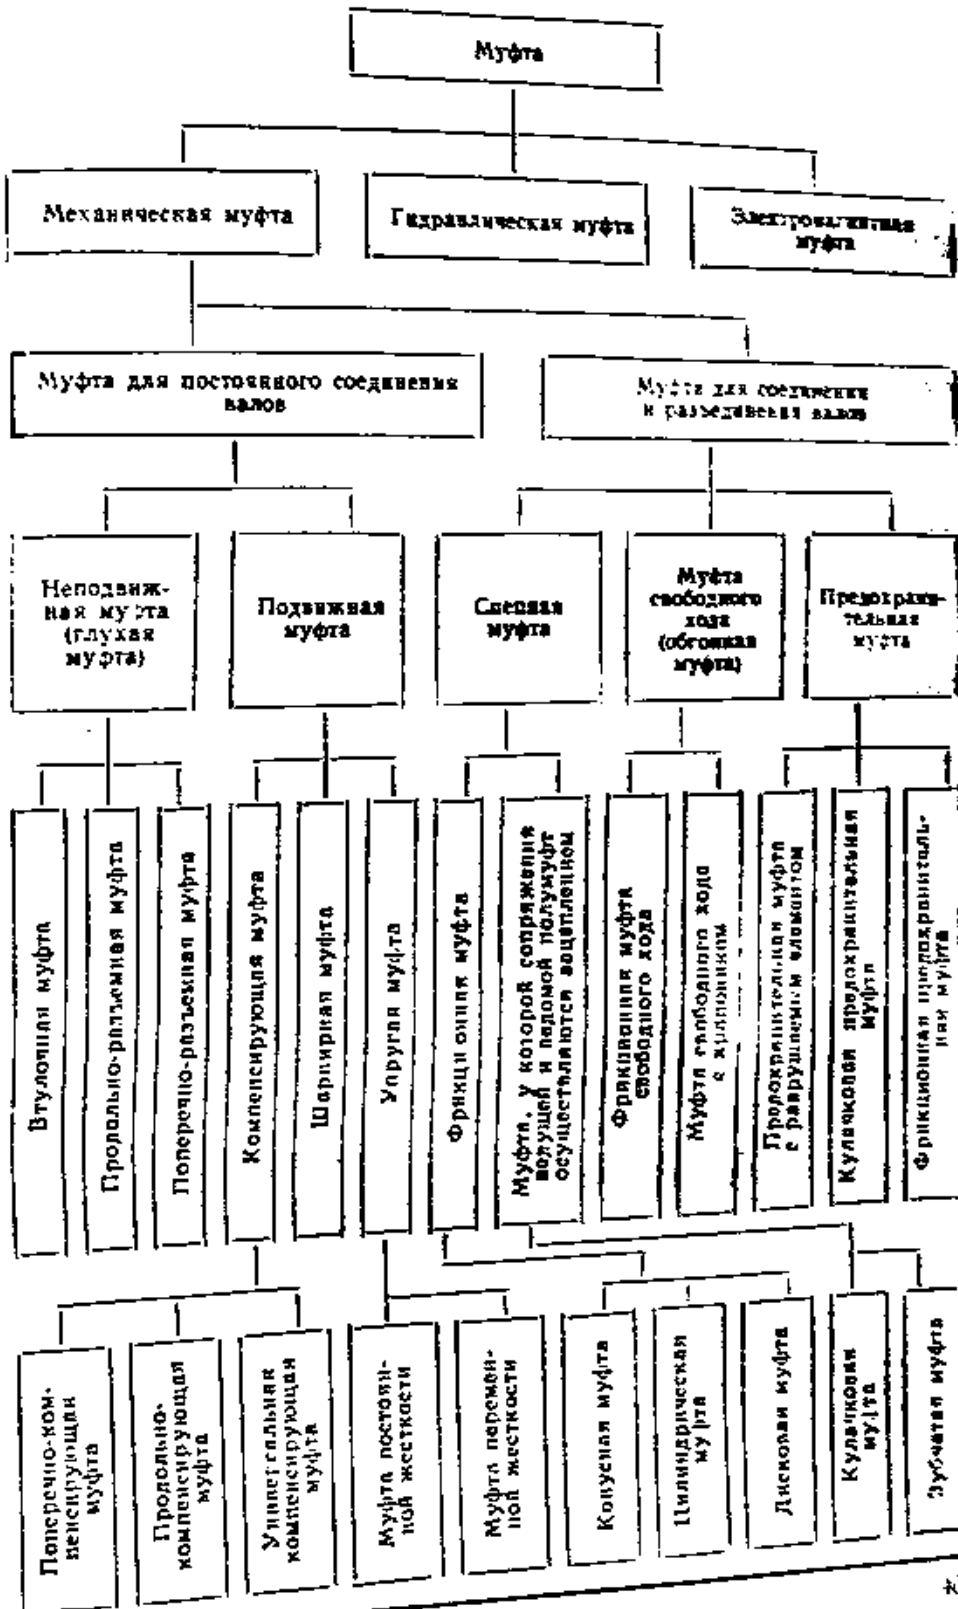 Муфта
Механическая муфта
Гидравлическая муфта
Электромагнитная
муфта
Муфта для постоянного соединения
валов
Муфта для соединения
и разъединения валов
Неподвиж-
ная муфта
(глухая
муфта)
Подвижная
муфта
Сцепная
муфта
Муфта
свободного
хода
(обгонная
муфта)
Предохрани-
тельная
муфта
Втулочная муфта
Продольно-разъемная муфта
Поперечно-разъемная муфта
Компенсирующая муфта
Шарнирная муфта
Упругая муфта
Фрикционная муфта
Муфта, у которой сопряжения
ведущей и ведомой полумуфт
осуществляются зацеплением
Фрикционная муфта
свободного хода
Муфта свободного хода
с храповиком
Предохранительная муфта
с разрушаемым элементом
Кулачковая предохранительная
муфта
Фрикционная предохранитель-
ная муфта
Поперечно-ком-
пенсирующая
муфта
Продольно-
компенсирующая
муфта
Универсальная
компенсирующая
муфта
Муфта постоян-
ной жесткости
Муфта перемен-
ной жесткости
Конусная муфта
Цилиндрическая
муфта
Дисковая муфта
Кулачковая
муфта
Зубчатая муфта